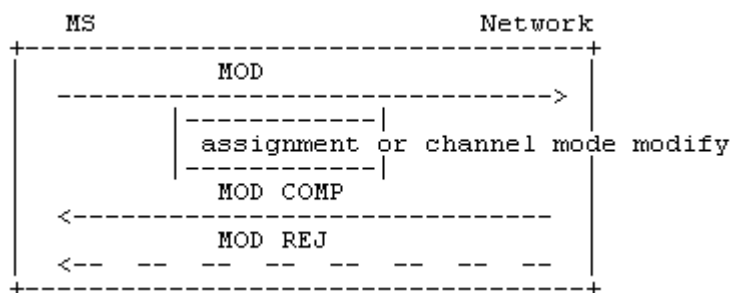 MS Network
MOD
assignment or channel mode modify
MOD COMP
MOD REJ